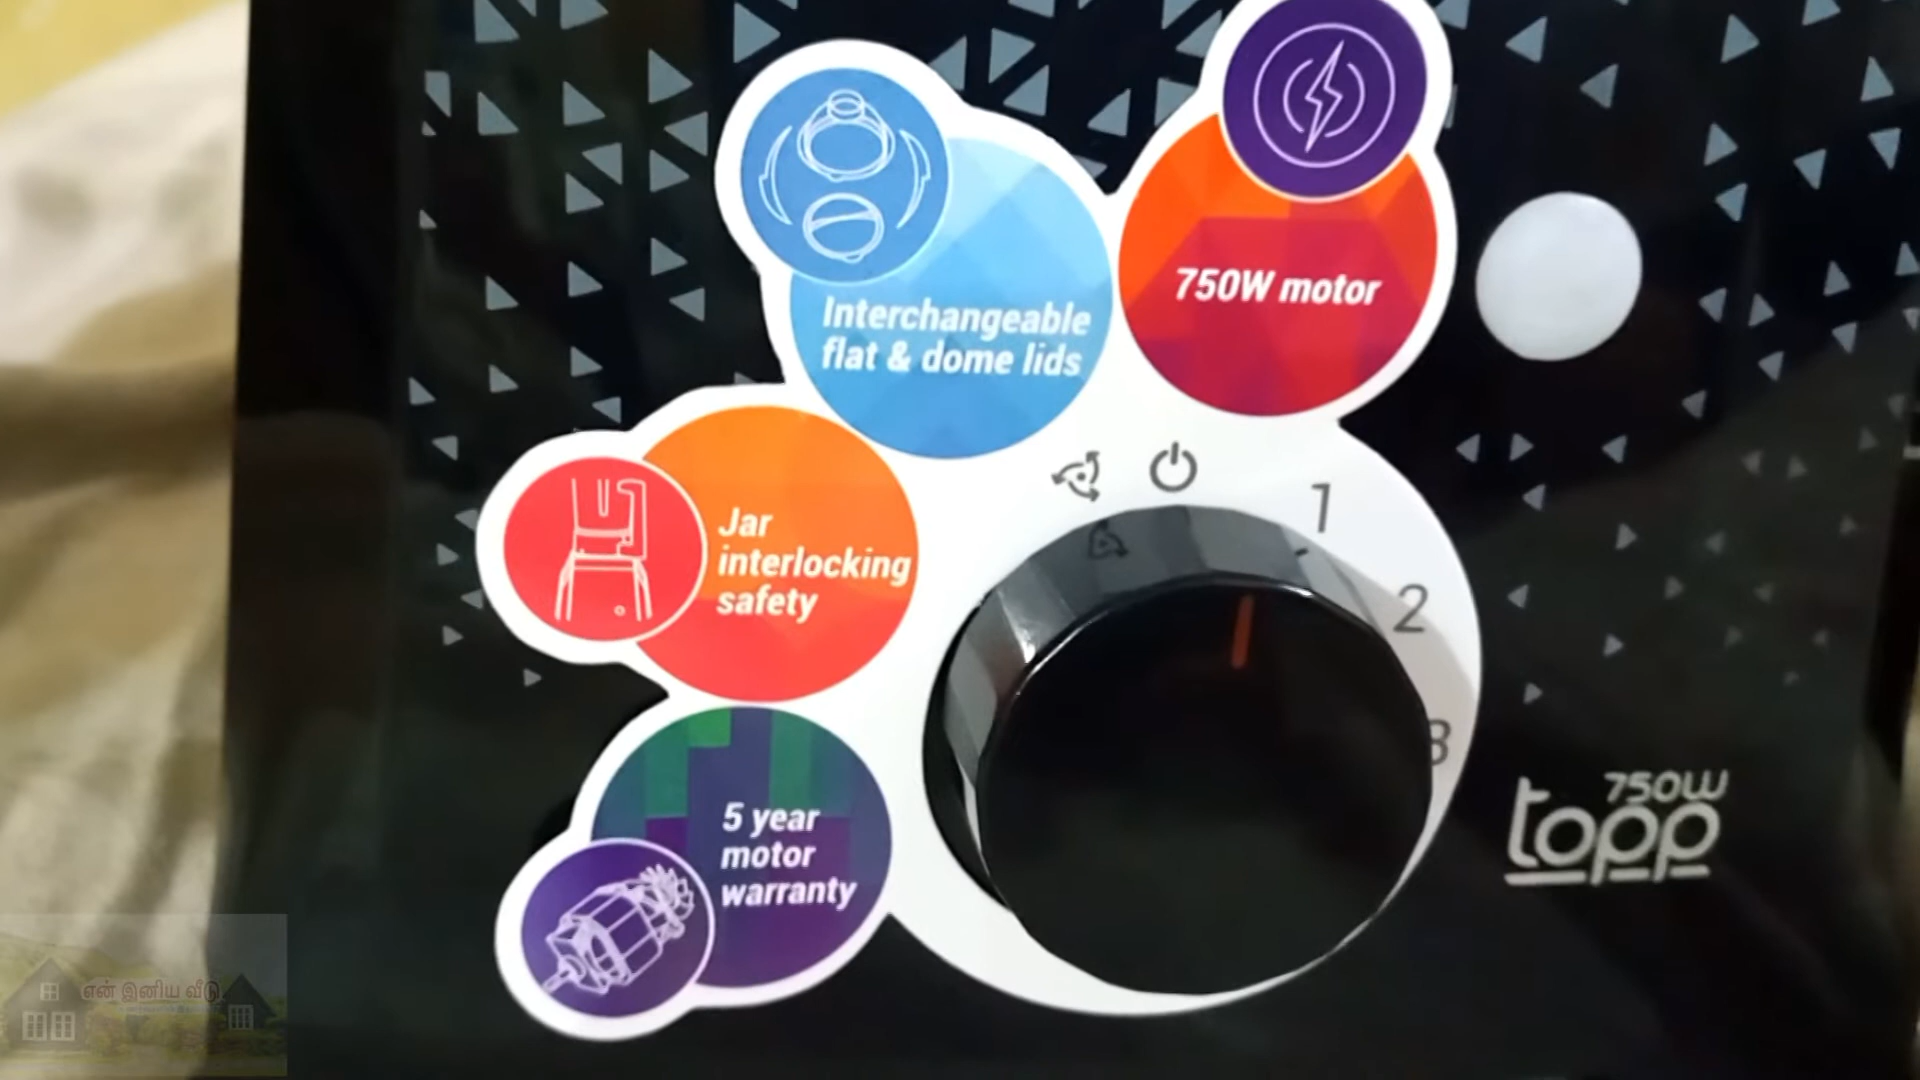 Interchangeable
flat & dome lids
750W motor
Jar
interlocking
safety
5 year
motor
warranty
1
2
3
750W
topp
என் இனிய வீடு